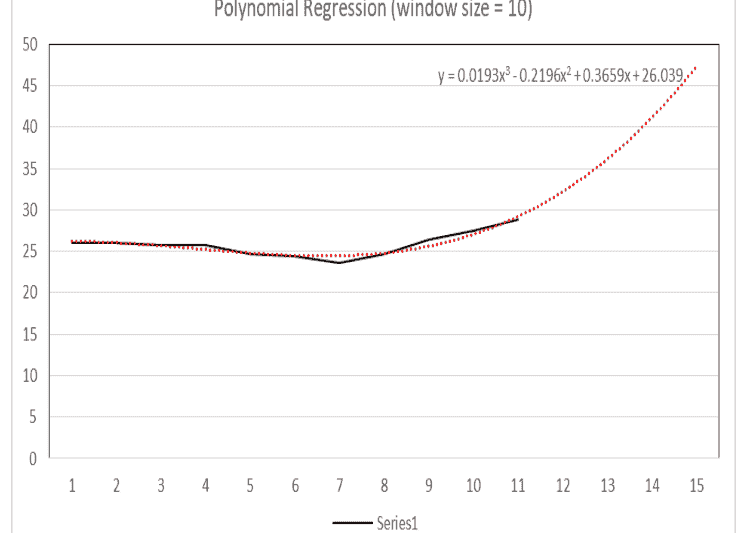 Polynomial Regression (window size = 10)
50
y = 0.0193x³ - 0.2196x² + 0.3659x + 26.039
45
40
35
30
25
20
15
10
5
0
1 2 3 4 5 6 7 8 9 10 11 12 13 14 15
Series1